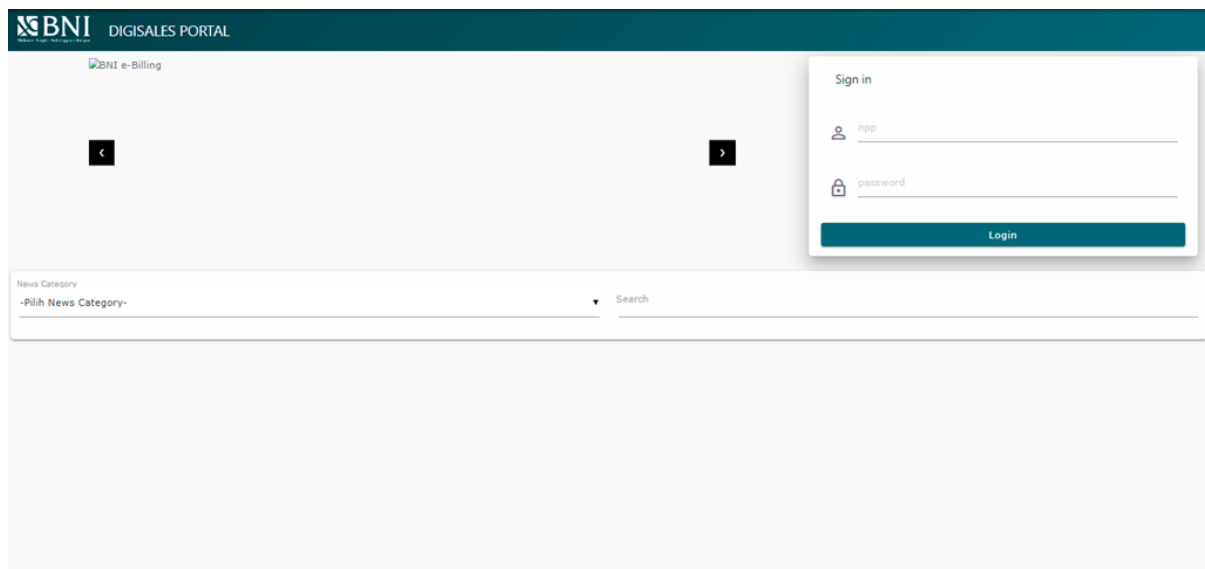 BNI
DIGISALES PORTAL
BNI e-Billing
Sign in
npp
password
Login
News Category
-Pilih News Category-
Search